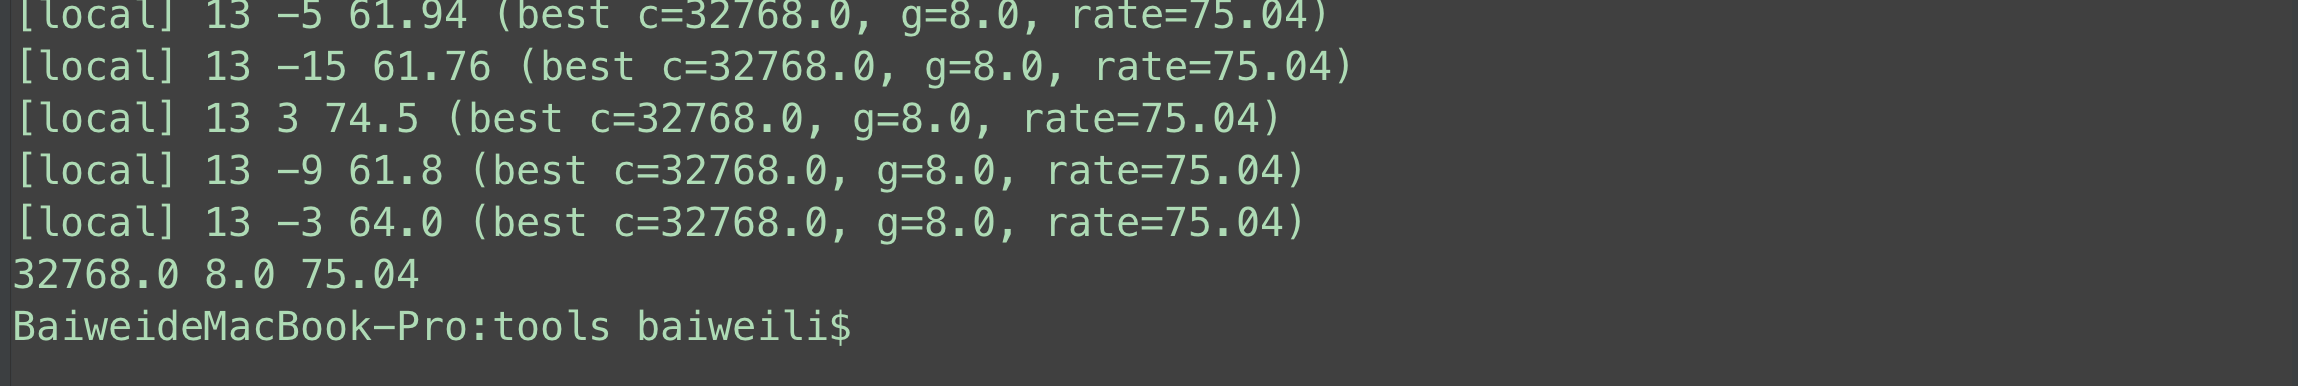 [local] 13 -5 61.94 (best c=32768.0, g=8.0, rate=75.04)
[local] 13 -15 61.76 (best c=32768.0, g=8.0, rate=75.04)
[local] 13 3 74.5 (best c=32768.0, g=8.0, rate=75.04)
[local] 13 -9 61.8 (best c=32768.0, g=8.0, rate=75.04)
[local] 13 -3 64.0 (best c=32768.0, g=8.0, rate=75.04)
32768.0 8.0 75.04
BaiweideMacBook-Pro:tools baiweili$